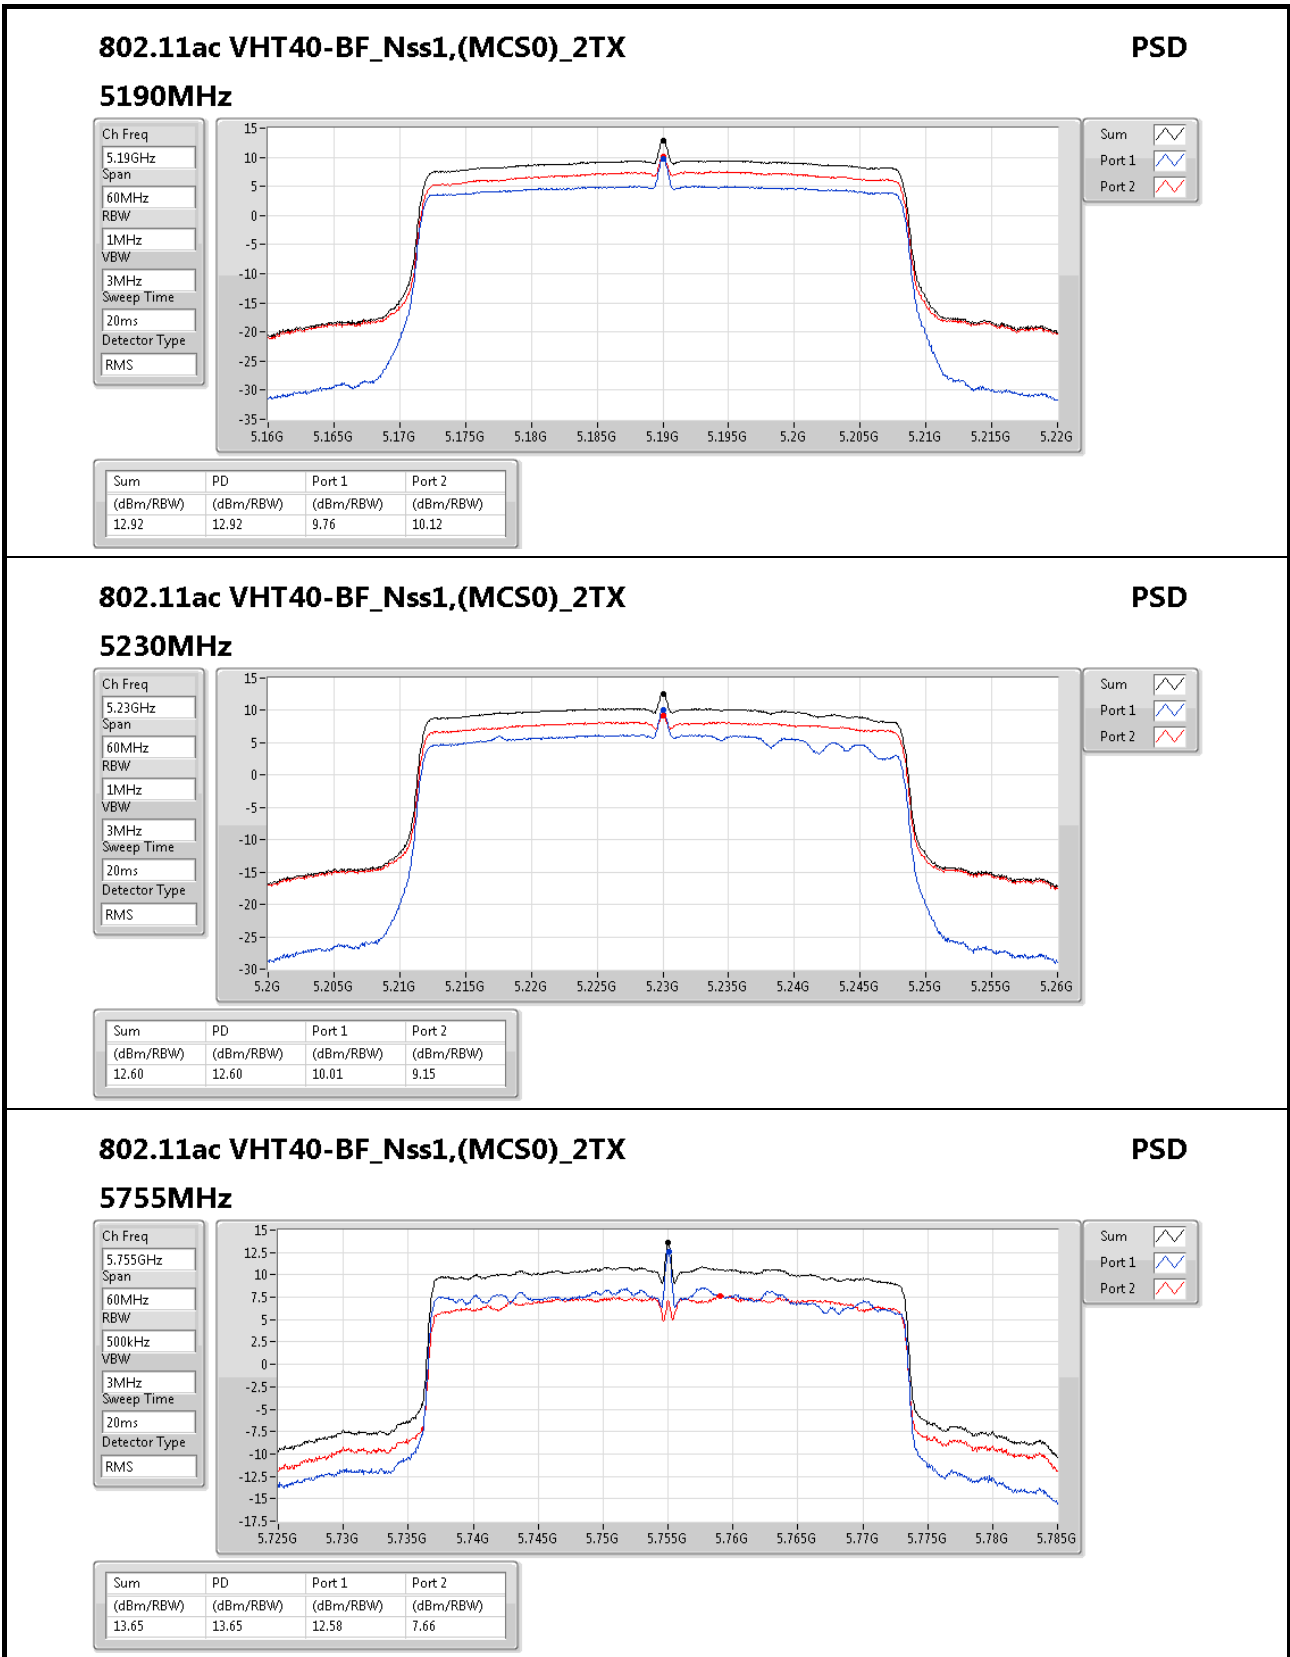 802.11ac VHT40-BF_Nss1,(MCS0)_2TX PSD
5190MHz
Ch Freq
5.19GHz
Span
60MHz
RBW
1MHz
VBW
3MHz
Sweep Time
20ms
Detector Type
RMS
15
10
5
0
-5
-10
-15
-20
-25
-30
-35
5.16G 5.165G 5.17G 5.175G 5.18G 5.185G 5.19G 5.195G 5.2G 5.205G 5.21G 5.215G 5.22G
Sum
Port 1
Port 2
Sum PD Port 1 Port 2
(dBm/RBW) (dBm/RBW) (dBm/RBW) (dBm/RBW)
12.92 12.92 9.76 10.12
802.11ac VHT40-BF_Nss1,(MCS0)_2TX PSD
5230MHz
Ch Freq
5.23GHz
Span
60MHz
RBW
1MHz
VBW
3MHz
Sweep Time
20ms
Detector Type
RMS
15
10
5
0
-5
-10
-15
-20
-25
-30
5.2G 5.205G 5.21G 5.215G 5.22G 5.225G 5.23G 5.235G 5.24G 5.245G 5.25G 5.255G 5.26G
Sum
Port 1
Port 2
Sum PD Port 1 Port 2
(dBm/RBW) (dBm/RBW) (dBm/RBW) (dBm/RBW)
12.60 12.60 10.01 9.15
802.11ac VHT40-BF_Nss1,(MCS0)_2TX PSD
5755MHz
Ch Freq
5.755GHz
Span
60MHz
RBW
500kHz
VBW
3MHz
Sweep Time
20ms
Detector Type
RMS
15
12.5
10
7.5
5
2.5
0
-2.5
-5
-7.5
-10
-12.5
-15
-17.5
5.725G 5.73G 5.735G 5.74G 5.745G 5.75G 5.755G 5.76G 5.765G 5.77G 5.775G 5.78G 5.785G
Sum
Port 1
Port 2
Sum PD Port 1 Port 2
(dBm/RBW) (dBm/RBW) (dBm/RBW) (dBm/RBW)
13.65 13.65 12.58 7.66